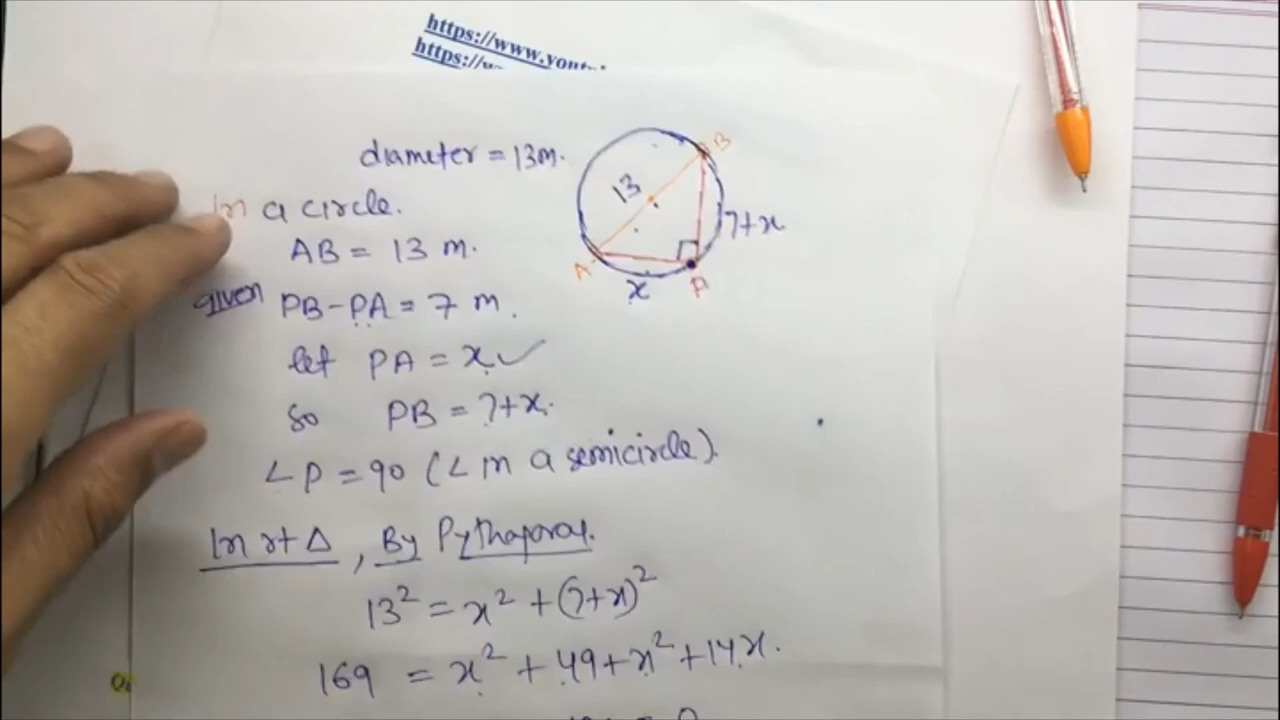 https://www.yout
https://w
diameter = 13m.
In a circle.
AB = 13 m.
given PB-PA = 7 m.
let PA = x ✓
so PB = 7+x.
∠P = 90 (∠ in a semicircle).
In rt Δ, By Pythagoras.
13² = x² + (7+x)²
169 = x² + 49 + x² + 14x.
B
13
7+x
A
x
P